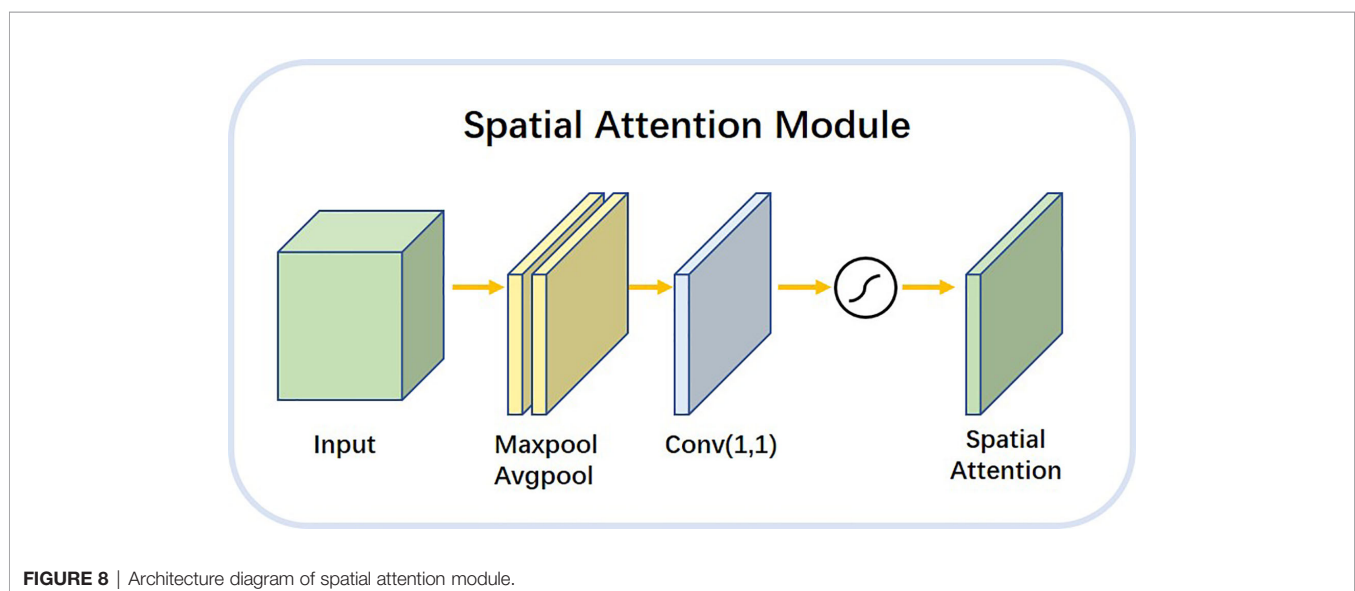 Spatial Attention Module
Input
Maxpool
Avgpool
Conv(1,1)
Spatial
Attention
FIGURE 8 | Architecture diagram of spatial attention module.